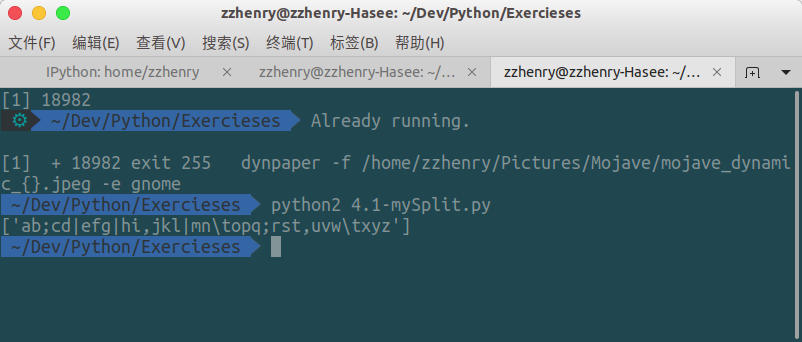 zzhenry@zzhenry-Hasee: ~/Dev/Python/Exercieses
文件(F) 编辑(E) 查看(V) 搜索(S) 终端(T) 标签(B) 帮助(H)
IPython: home/zzhenry × zzhenry@zzhenry-Hasee: ~/... × zzhenry@zzhenry-Hasee: ~/... ×
[1] 18982
~/Dev/Python/Exercieses Already running.
[1]  + 18982 exit 255   dynpaper -f /home/zzhenry/Pictures/Mojave/mojave_dynami
c_{}.jpeg -e gnome
~/Dev/Python/Exercieses python2 4.1-mySplit.py
['ab;cd|efg|hi,jkl|mn\topq;rst,uvw\txyz']
~/Dev/Python/Exercieses